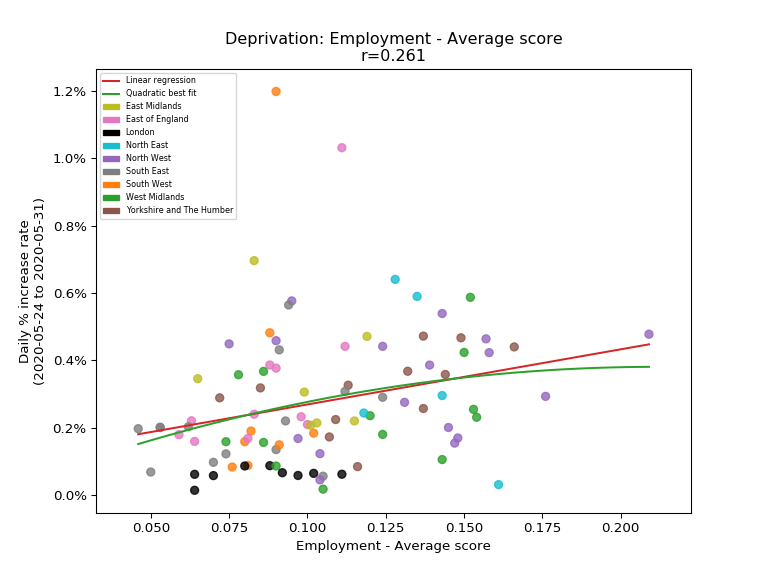 Deprivation: Employment - Average score
r=0.261
Linear regression
Quadratic best fit
East Midlands
East of England
London
North East
North West
South East
South West
West Midlands
Yorkshire and The Humber
1.2%
1.0%
0.8%
0.6%
0.4%
0.2%
0.0%
Daily % increase rate
(2020-05-24 to 2020-05-31)
0.050
0.075
0.100
0.125
0.150
0.175
0.200
Employment - Average score